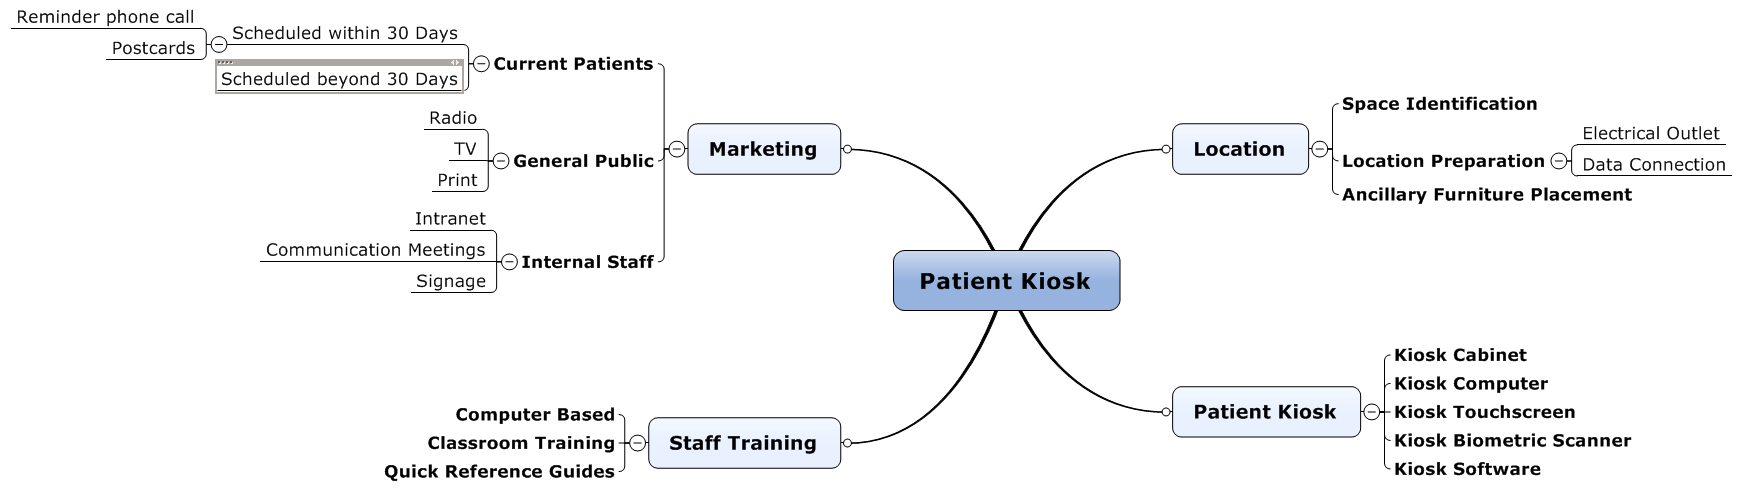 Patient Kiosk
Marketing
Current Patients
Scheduled within 30 Days
Reminder phone call
Postcards
Scheduled beyond 30 Days
General Public
Radio
TV
Print
Internal Staff
Intranet
Communication Meetings
Signage
Location
Space Identification
Location Preparation
Electrical Outlet
Data Connection
Ancillary Furniture Placement
Staff Training
Computer Based
Classroom Training
Quick Reference Guides
Patient Kiosk
Kiosk Cabinet
Kiosk Computer
Kiosk Touchscreen
Kiosk Biometric Scanner
Kiosk Software